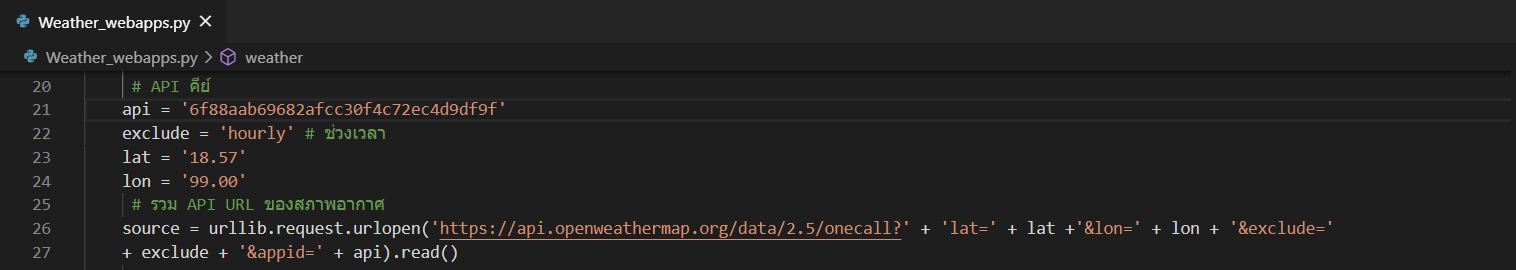 Weather_webapps.py
Weather_webapps.py > weather
20 # API คีย์
21 api = '6f88aab69682afcc30f4c72ec4d9df9f'
22 exclude = 'hourly' # ช่วงเวลา
23 lat = '18.57'
24 lon = '99.00'
25 # รวม API URL ของสภาพอากาศ
26 source = urllib.request.urlopen('https://api.openweathermap.org/data/2.5/onecall?' + 'lat=' + lat +'&lon=' + lon + '&exclude='
27 + exclude + '&appid=' + api).read()